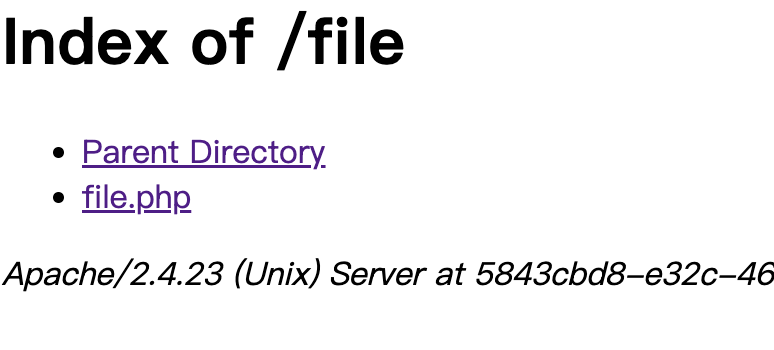 Index of /file
Parent Directory
file.php
Apache/2.4.23 (Unix) Server at 5843cbd8-e32c-46